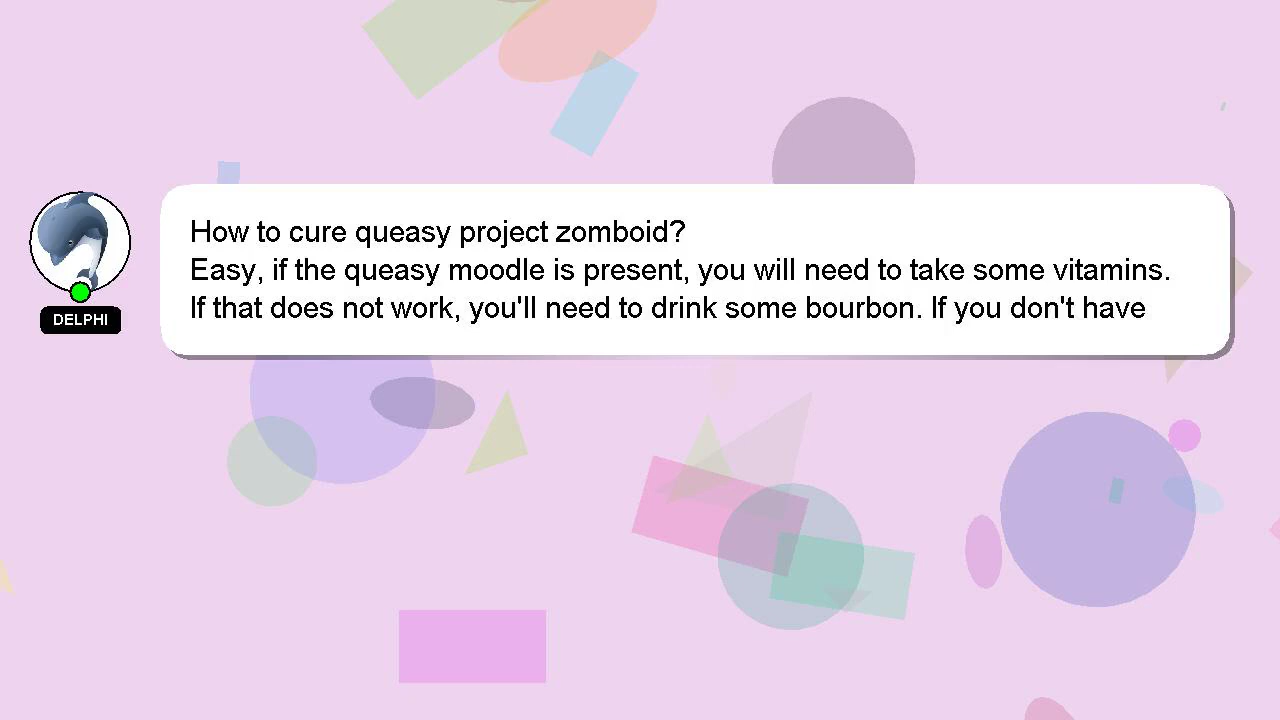 How to cure queasy project zomboid?
Easy, if the queasy moodle is present, you will need to take some vitamins.
If that does not work, you'll need to drink some bourbon. If you don't have
DELPHI